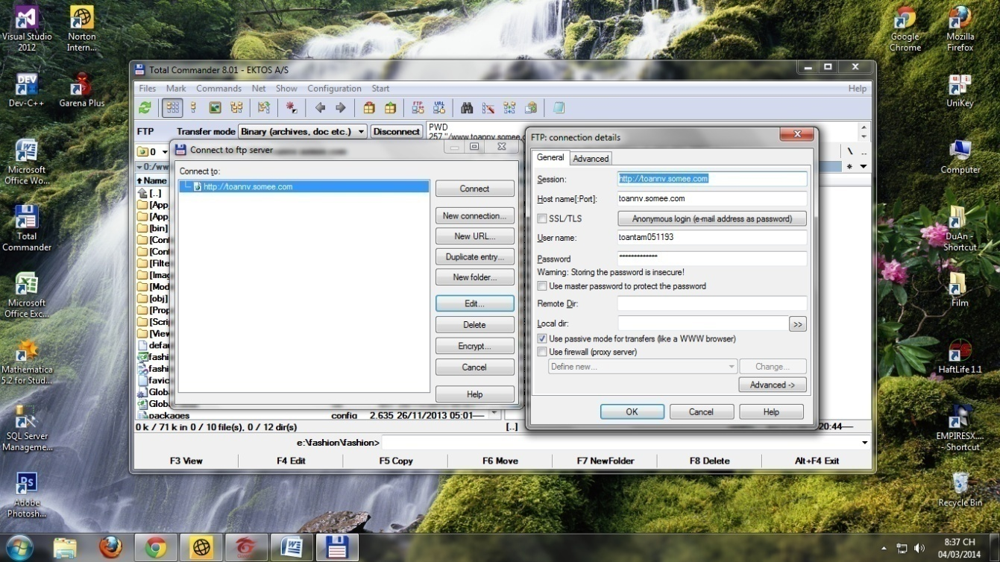 Visual Studio
2012
Norton
Intern...
Dev-C++
Garena Plus
Microsoft
Office Wo...
Total
Commander
Microsoft
Office Exc...
Mathematica
5.2 for Stud...
SQL Server
Manageme...
Adobe
Photosh...
Google
Chrome
Mozilla
Firefox
UniKey
Computer
DuAn -
Shortcut
Film
HaftLife 1.1
EMPIRESX....
- Shortcut
Recycle Bin
Total Commander 8.01 - EKTOS A/S
Files Mark Commands Net Show Configuration Start Help
FTP URL
FTP Transfer mode Binary (archives, doc etc.) Disconnect
PWD
0
Name
[..]
[App
[App
[bin]
[Con
[Con
[Filte
[Imag
[Mod
[obj]
[Prop
[Scrip
[View
defau
fashi
fashi
favic
Globa
Globa
packages config 2.635 26/11/2013 05:01
0 k / 71 k in 0 / 10 file(s), 0 / 12 dir(s)
[..]
20:44
e:\fashion\fashion>
F3 View F4 Edit F5 Copy F6 Move F7 NewFolder F8 Delete Alt+F4 Exit
Connect to ftp server
Connect to:
http://toannv.somee.com
Connect
New connection...
New URL...
Duplicate entry...
New folder...
Edit...
Delete
Encrypt...
Cancel
Help
FTP: connection details
General Advanced
Session: http://toannv.somee.com
Host name[:Port]: toannv.somee.com
SSL/TLS Anonymous login (e-mail address as password)
User name: toantam051193
Password *************
Warning: Storing the password is insecure!
Use master password to protect the password
Remote Dir:
Local dir: >>
Use passive mode for transfers (like a WWW browser)
Use firewall (proxy server)
Define new... Change...
Advanced ->
OK Cancel Help
8:37 CH
04/03/2014